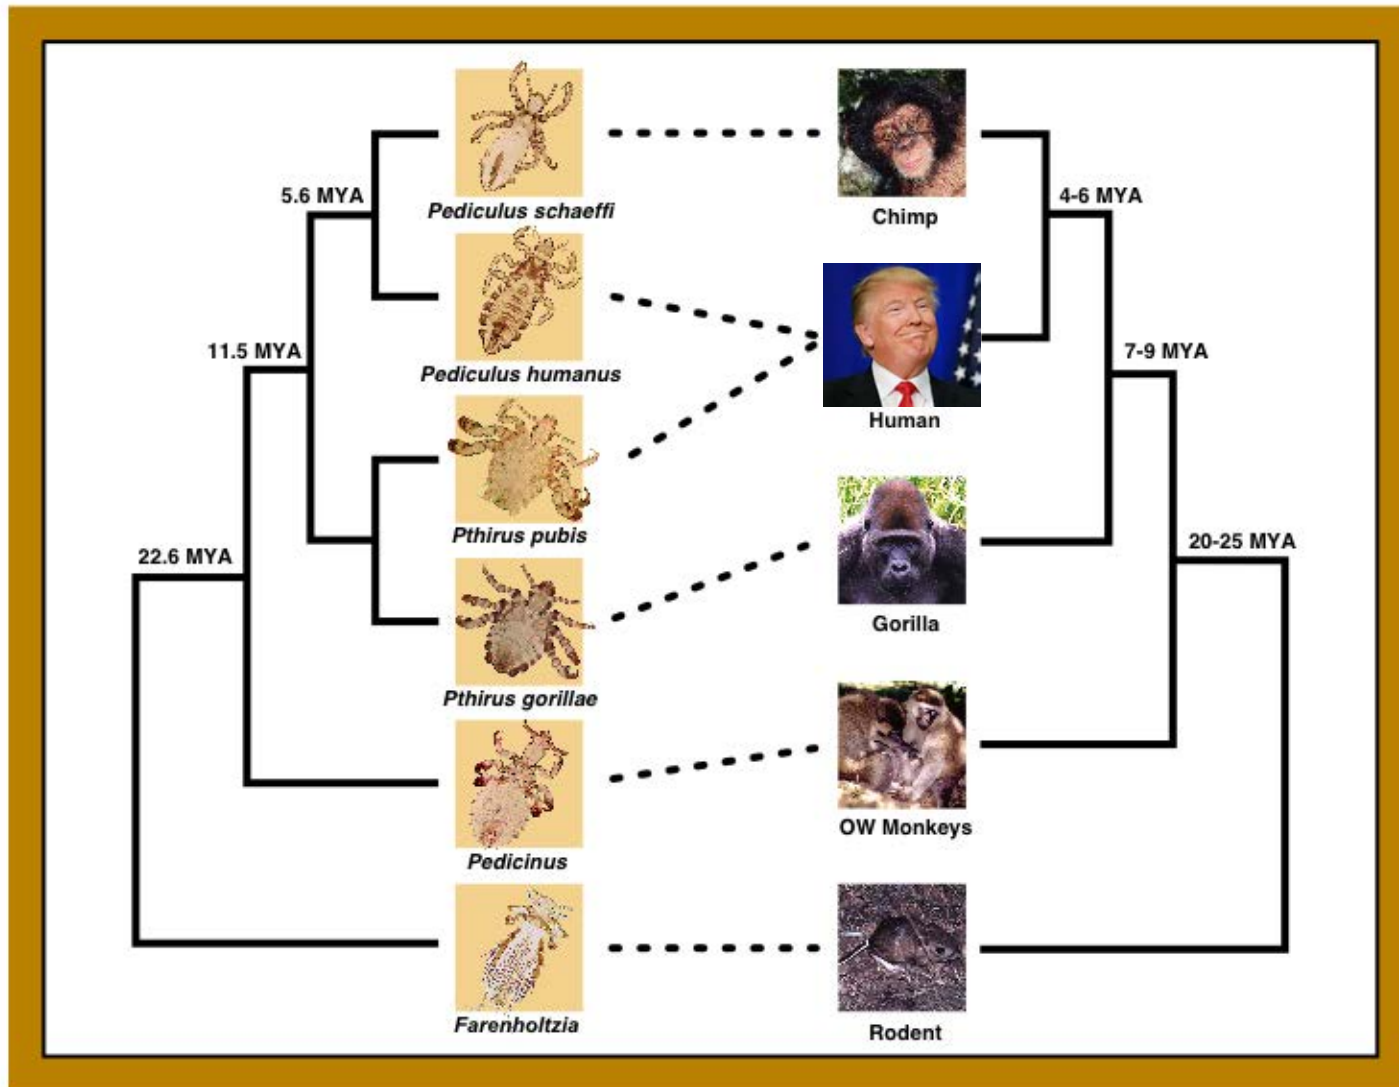 5.6 MYA
11.5 MYA
22.6 MYA
Pediculus schaeffi
Pediculus humanus
Pthirus pubis
Pthirus gorillae
Pedicinus
Farenholtzia
Chimp
Human
Gorilla
OW Monkeys
Rodent
4-6 MYA
7-9 MYA
20-25 MYA